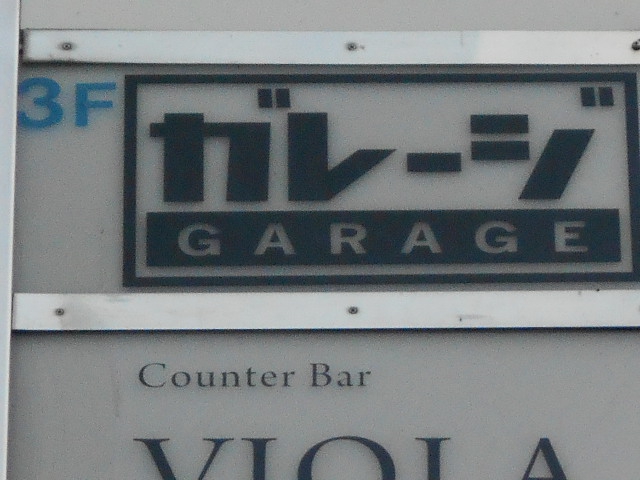 3F
ガレージ
GARAGE
Counter Bar
VIOLA